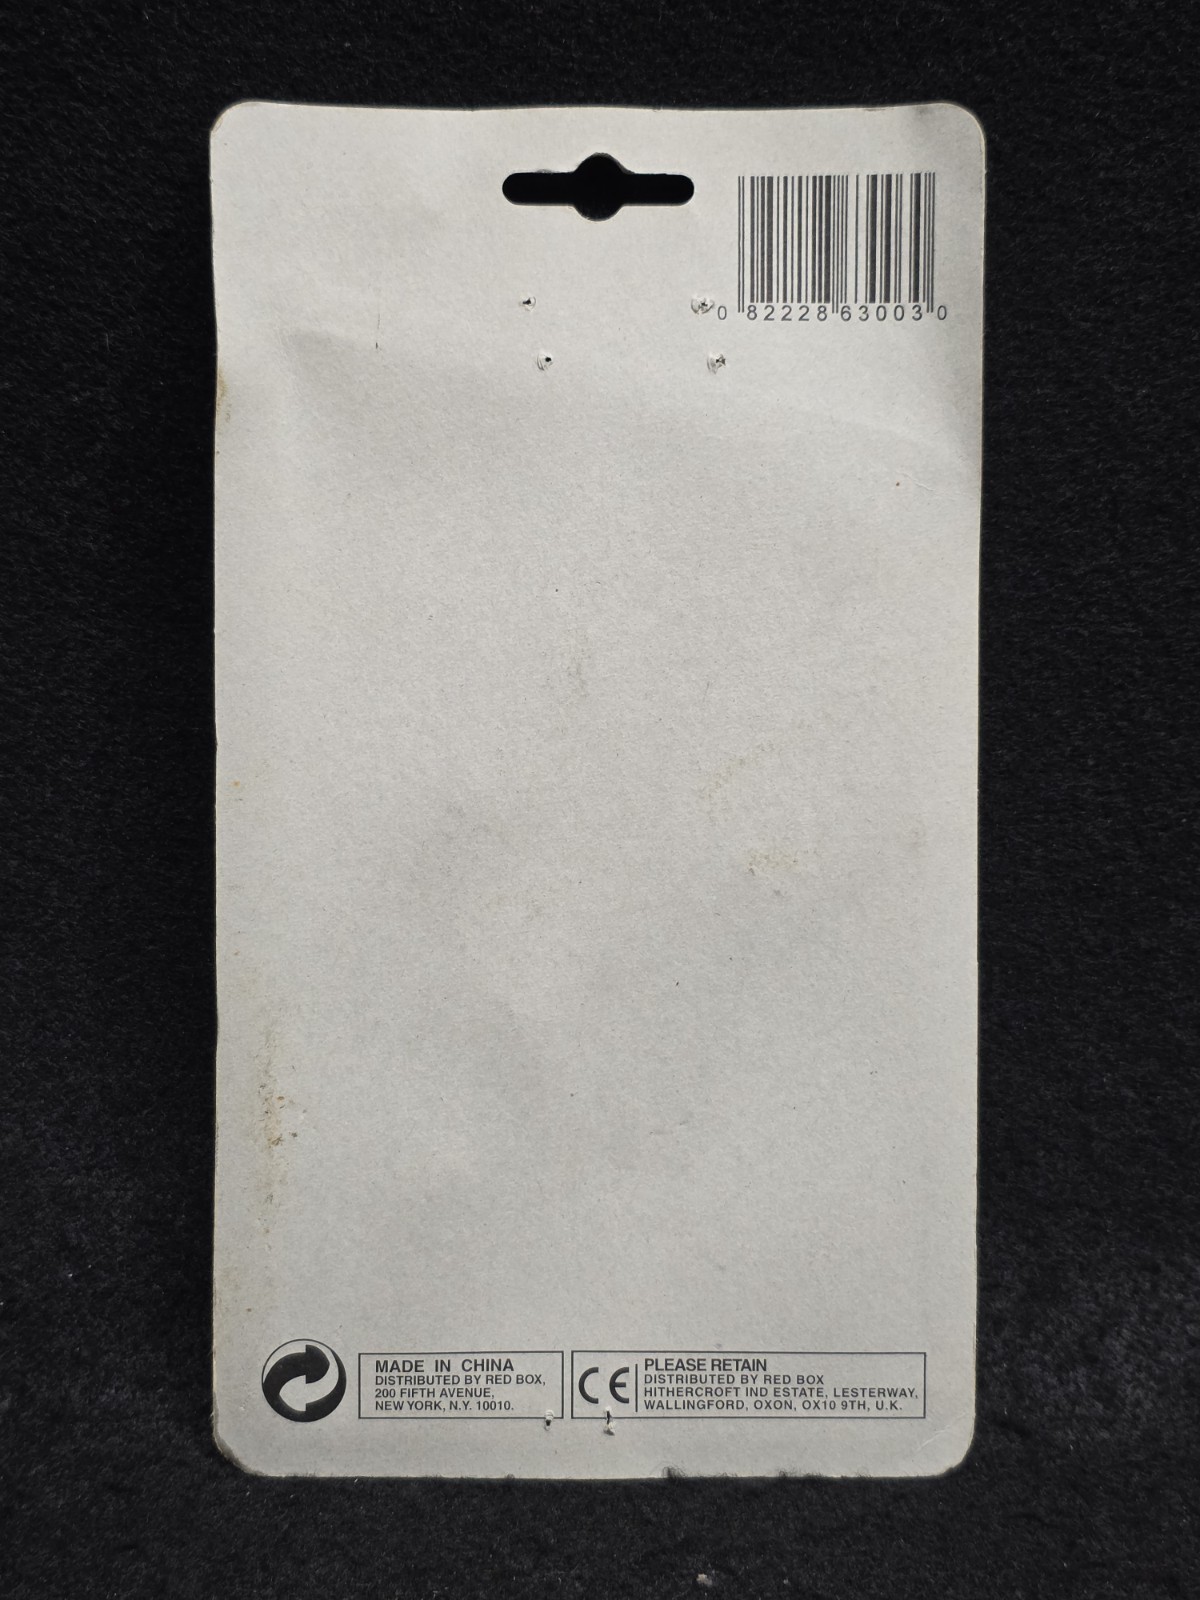 0 82228 63003 0
MADE IN CHINA
DISTRIBUTED BY RED BOX,
200 FIFTH AVENUE,
NEW YORK, N.Y. 10010.
CE
PLEASE RETAIN
DISTRIBUTED BY RED BOX
HITHERCROFT IND ESTATE, LESTERWAY,
WALLINGFORD, OXON, OX10 9TH, U.K.